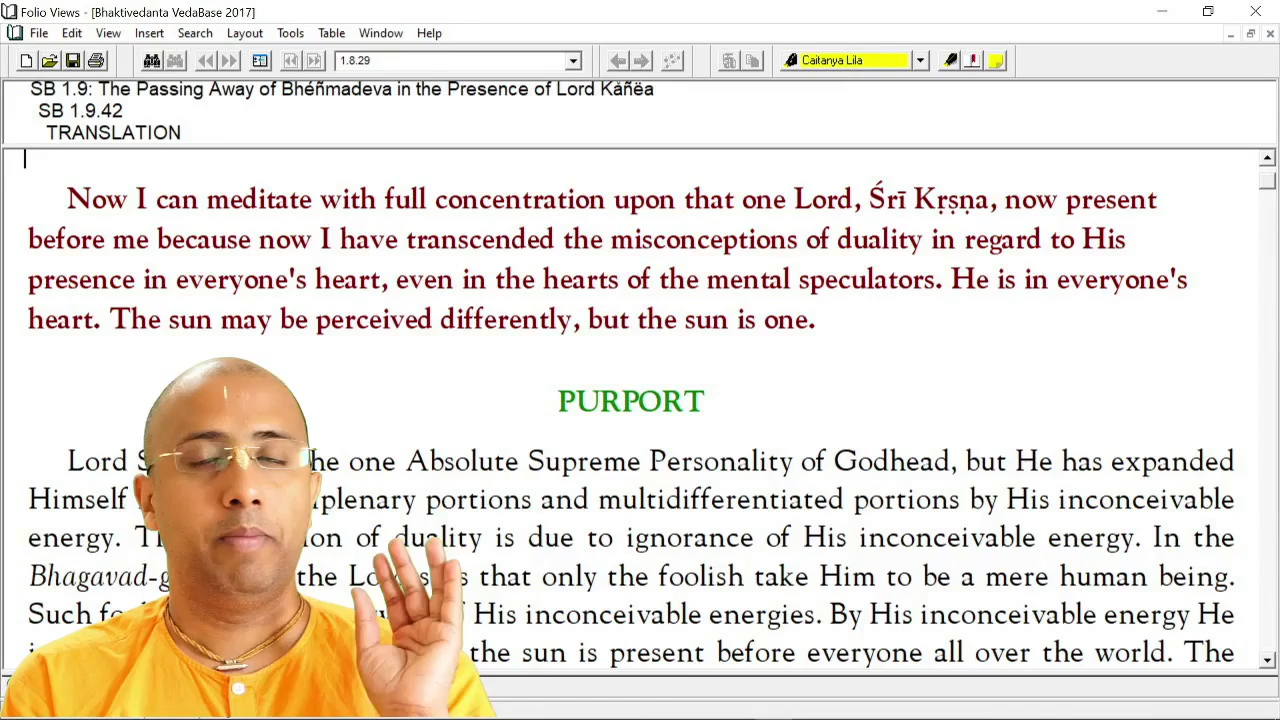 Folio Views - [Bhaktivedanta VedaBase 2017]
File Edit View Insert Search Layout Tools Table Window Help
1.8.29 Caitanya Lila
SB 1.9: The Passing Away of Bhéñmadeva in the Presence of Lord Kåñëa
SB 1.9.42
TRANSLATION
Now I can meditate with full concentration upon that one Lord, Śrī Kṛṣṇa, now present
before me because now I have transcended the misconceptions of duality in regard to His
presence in everyone's heart, even in the hearts of the mental speculators. He is in everyone's
heart. The sun may be perceived differently, but the sun is one.
PURPORT
Lord he one Absolute Supreme Personality of Godhead, but He has expanded
Himself plenary portions and multidifferentiated portions by His inconceivable
energy. of duality is due to ignorance of His inconceivable energy. In the
Bhagavad-g the that only the foolish take Him to be a mere human being.
Such His inconceivable energies. By His inconceivable energy He
the sun is present before everyone all over the world. The